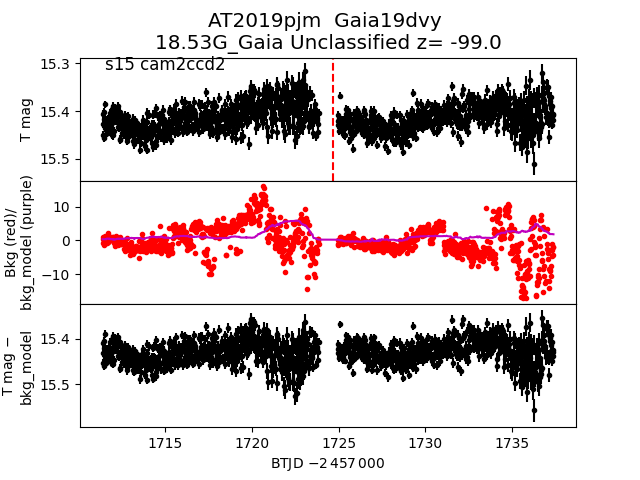 AT2019pjm  Gaia19dvy
18.53G_Gaia Unclassified z= -99.0
s15 cam2ccd2
15.3
15.4
15.5
T mag
10
0
−10
Bkg (red)/
bkg_model (purple)
15.4
15.5
T mag −
bkg_model
1715
1720
1725
1730
1735
BTJD −2 457 000